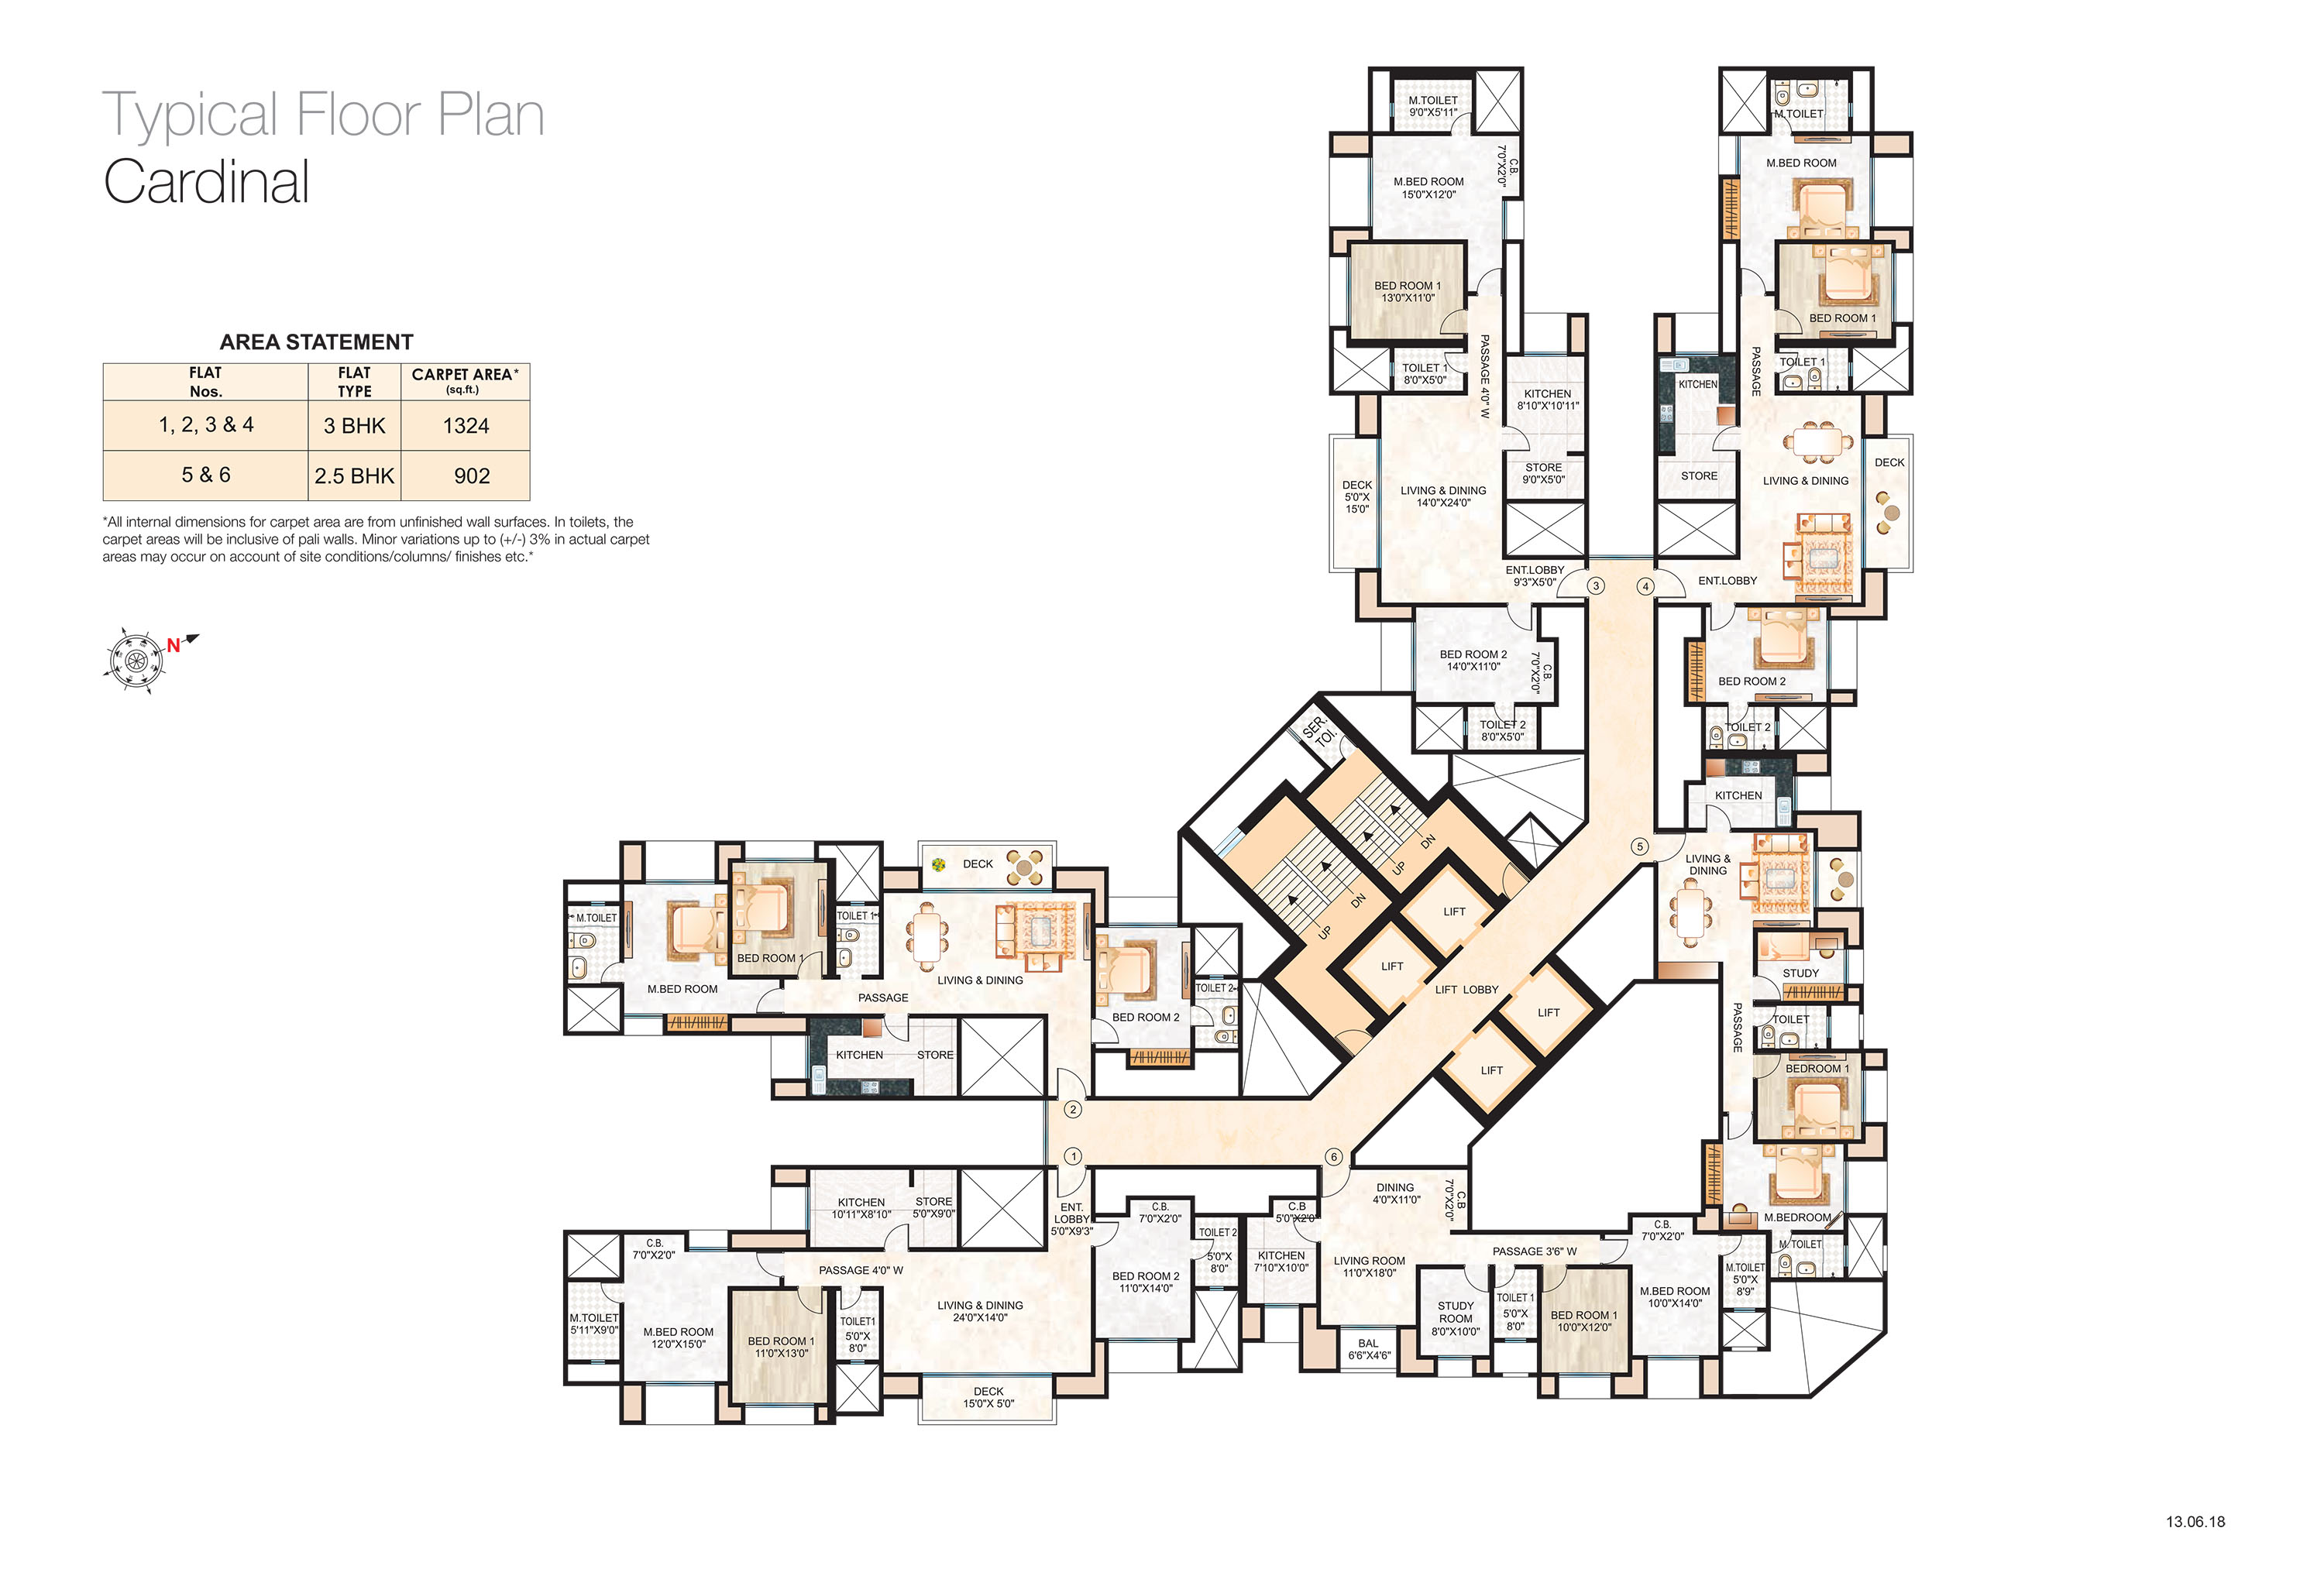 Typical Floor Plan
Cardinal
AREA STATEMENT
FLAT Nos. FLAT TYPE CARPET AREA* (sq.ft.)
1, 2, 3 & 4 3 BHK 1324
5 & 6 2.5 BHK 902
*All internal dimensions for carpet area are from unfinished wall surfaces. In toilets, the
carpet areas will be inclusive of pali walls. Minor variations up to (+/-) 3% in actual carpet
areas may occur on account of site conditions/columns/ finishes etc.*
N
M.TOILET
9'0"X5'11"
C.B.
7'0"X2'0"
M.BED ROOM
15'0"X12'0"
BED ROOM 1
13'0"X11'0"
PASSAGE 4'0" W
TOILET 1
8'0"X5'0"
KITCHEN
8'10"X'10'11"
STORE
9'0"X5'0"
DECK
5'0"X
15'0"
LIVING & DINING
14'0"X24'0"
ENT.LOBBY
9'3"X5'0"
3
BED ROOM 2
14'0"X11'0"
C.B.
7'0"X2'0"
TOILET 2
8'0"X5'0"
M.TOILET
M.BED ROOM
BED ROOM 1
PASSAGE
TOILET 1
KITCHEN
STORE
LIVING & DINING
DECK
ENT.LOBBY
4
BED ROOM 2
TOILET 2
KITCHEN
5
LIVING &
DINING
STUDY
PASSAGE
TOILET
BEDROOM 1
M.BEDROOM
M. TOILET
SER.
TOI.
DN
UP
DN
UP
LIFT
LIFT
LIFT LOBBY
LIFT
LIFT
DECK
M.TOILET
BED ROOM 1
TOILET 1
M.BED ROOM
PASSAGE
LIVING & DINING
BED ROOM 2
TOILET 2
KITCHEN
STORE
2
1
6
KITCHEN
10'11"X8'10"
STORE
5'0"X9'0"
ENT.
LOBBY
5'0"X9'3"
C.B.
7'0"X2'0"
PASSAGE 4'0" W
M.TOILET
5'11"X9'0"
M.BED ROOM
12'0"X15'0"
BED ROOM 1
11'0"X13'0"
TOILET1
5'0"X
8'0"
LIVING & DINING
24'0"X14'0"
DECK
15'0"X 5'0"
C.B.
7'0"X2'0"
BED ROOM 2
11'0"X14'0"
TOILET 2
5'0"X
8'0"
C.B
5'0"X2'0"
KITCHEN
7'10"X10'0"
DINING
4'0"X11'0"
C.B
7'0"X2'0"
LIVING ROOM
11'0"X18'0"
BAL
6'6"X4'6"
PASSAGE 3'6" W
STUDY
ROOM
8'0"X10'0"
TOILET 1
5'0"X
8'0"
BED ROOM 1
10'0"X12'0"
C.B.
7'0"X2'0"
M.BED ROOM
10'0"X14'0"
M.TOILET
5'0"X
8'9"
13.06.18